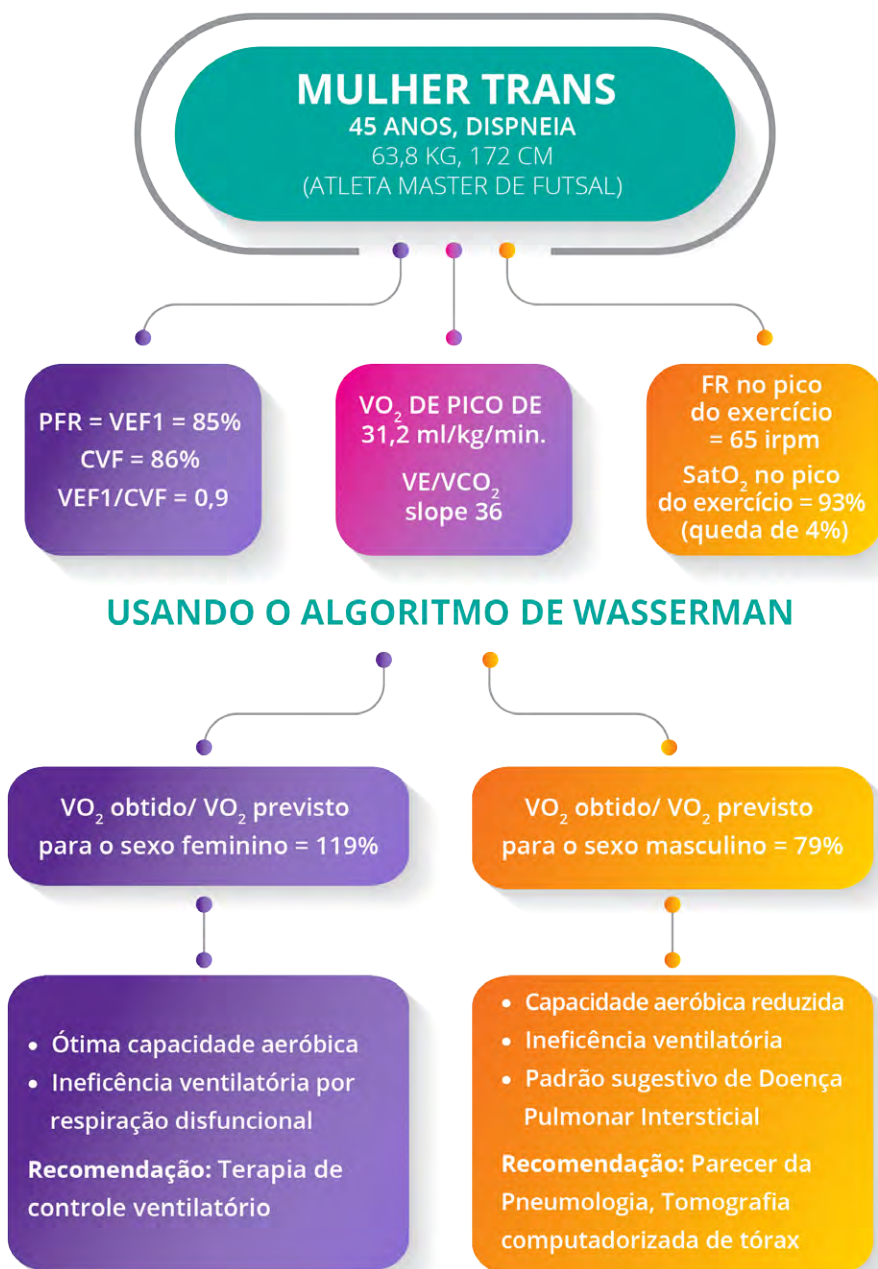 MULHER TRANS
45 ANOS, DISPNEIA
63,8 KG, 172 CM
(ATLETA MASTER DE FUTSAL)
PFR = VEF1 = 85%
CVF = 86%
VEF1/CVF = 0,9
VO₂ DE PICO DE
31,2 ml/kg/min.
VE/VCO₂
slope 36
FR no pico
do exercício
= 65 irpm
SatO₂ no pico
do exercício = 93%
(queda de 4%)
USANDO O ALGORITMO DE WASSERMAN
VO₂ obtido/ VO₂ previsto
para o sexo feminino = 119%
VO₂ obtido/ VO₂ previsto
para o sexo masculino = 79%
• Ótima capacidade aeróbica
• Ineficência ventilatória por
respiração disfuncional
Recomendação: Terapia de
controle ventilatório
• Capacidade aeróbica reduzida
• Ineficência ventilatória
• Padrão sugestivo de Doença
Pulmonar Intersticial
Recomendação: Parecer da
Pneumologia, Tomografia
computadorizada de tórax